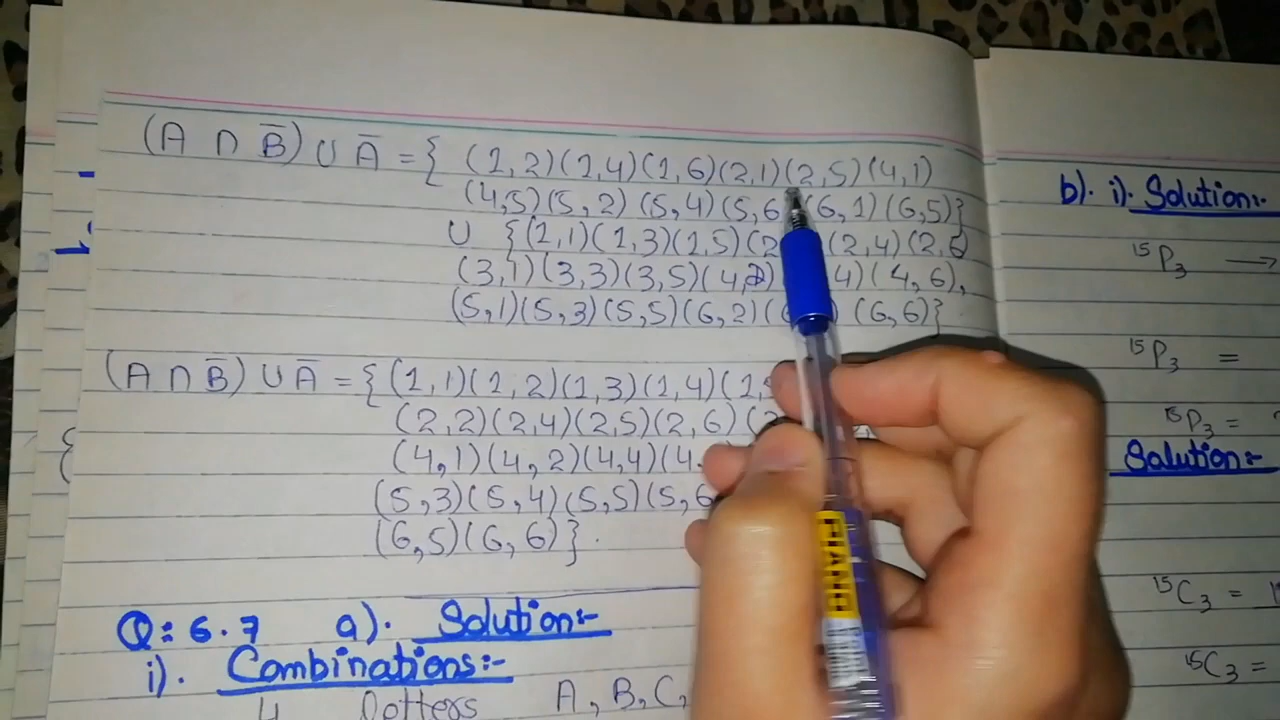 (A ∩ B̅) ∪ A̅ = { (1,2)(1,4)(1,6)(2,1)(2,5)(4,1)
(4,5)(5,2)(5,4)(5,6 (6,1)(6,5)}
∪ {(1,1)(1,3)(1,5)(2 (2,4)(2,6)
(3,1)(3,3)(3,5)(4,2) 4)(4,6),
(5,1)(5,3)(5,5)(6,2)( (6,6)}
(A ∩ B̅) ∪ A̅ = {(1,1)(1,2)(1,3)(1,4)(1,5
(2,2)(2,4)(2,5)(2,6)(
(4,1)(4,2)(4,4)(4,
(5,3)(5,4)(5,5)(5,6
(6,5)(6,6)}.
Q:6.7 a). Solution:-
i). Combinations:-
4 letters A, B, C,
b). i). Solution:-
¹⁵P₃ →
¹⁵P₃ =
¹⁵P₃ =
Solution:-
¹⁵C₃ =
¹⁵C₃ =
PIANO